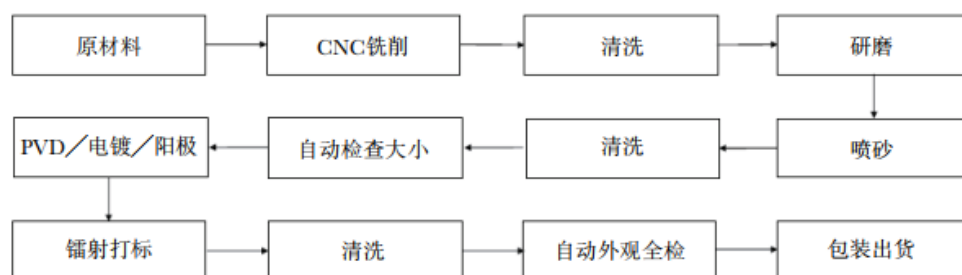 原材料
CNC铣削
清洗
研磨
喷砂
清洗
自动检查大小
PVD／电镀／阳极
镭射打标
清洗
自动外观全检
包装出货